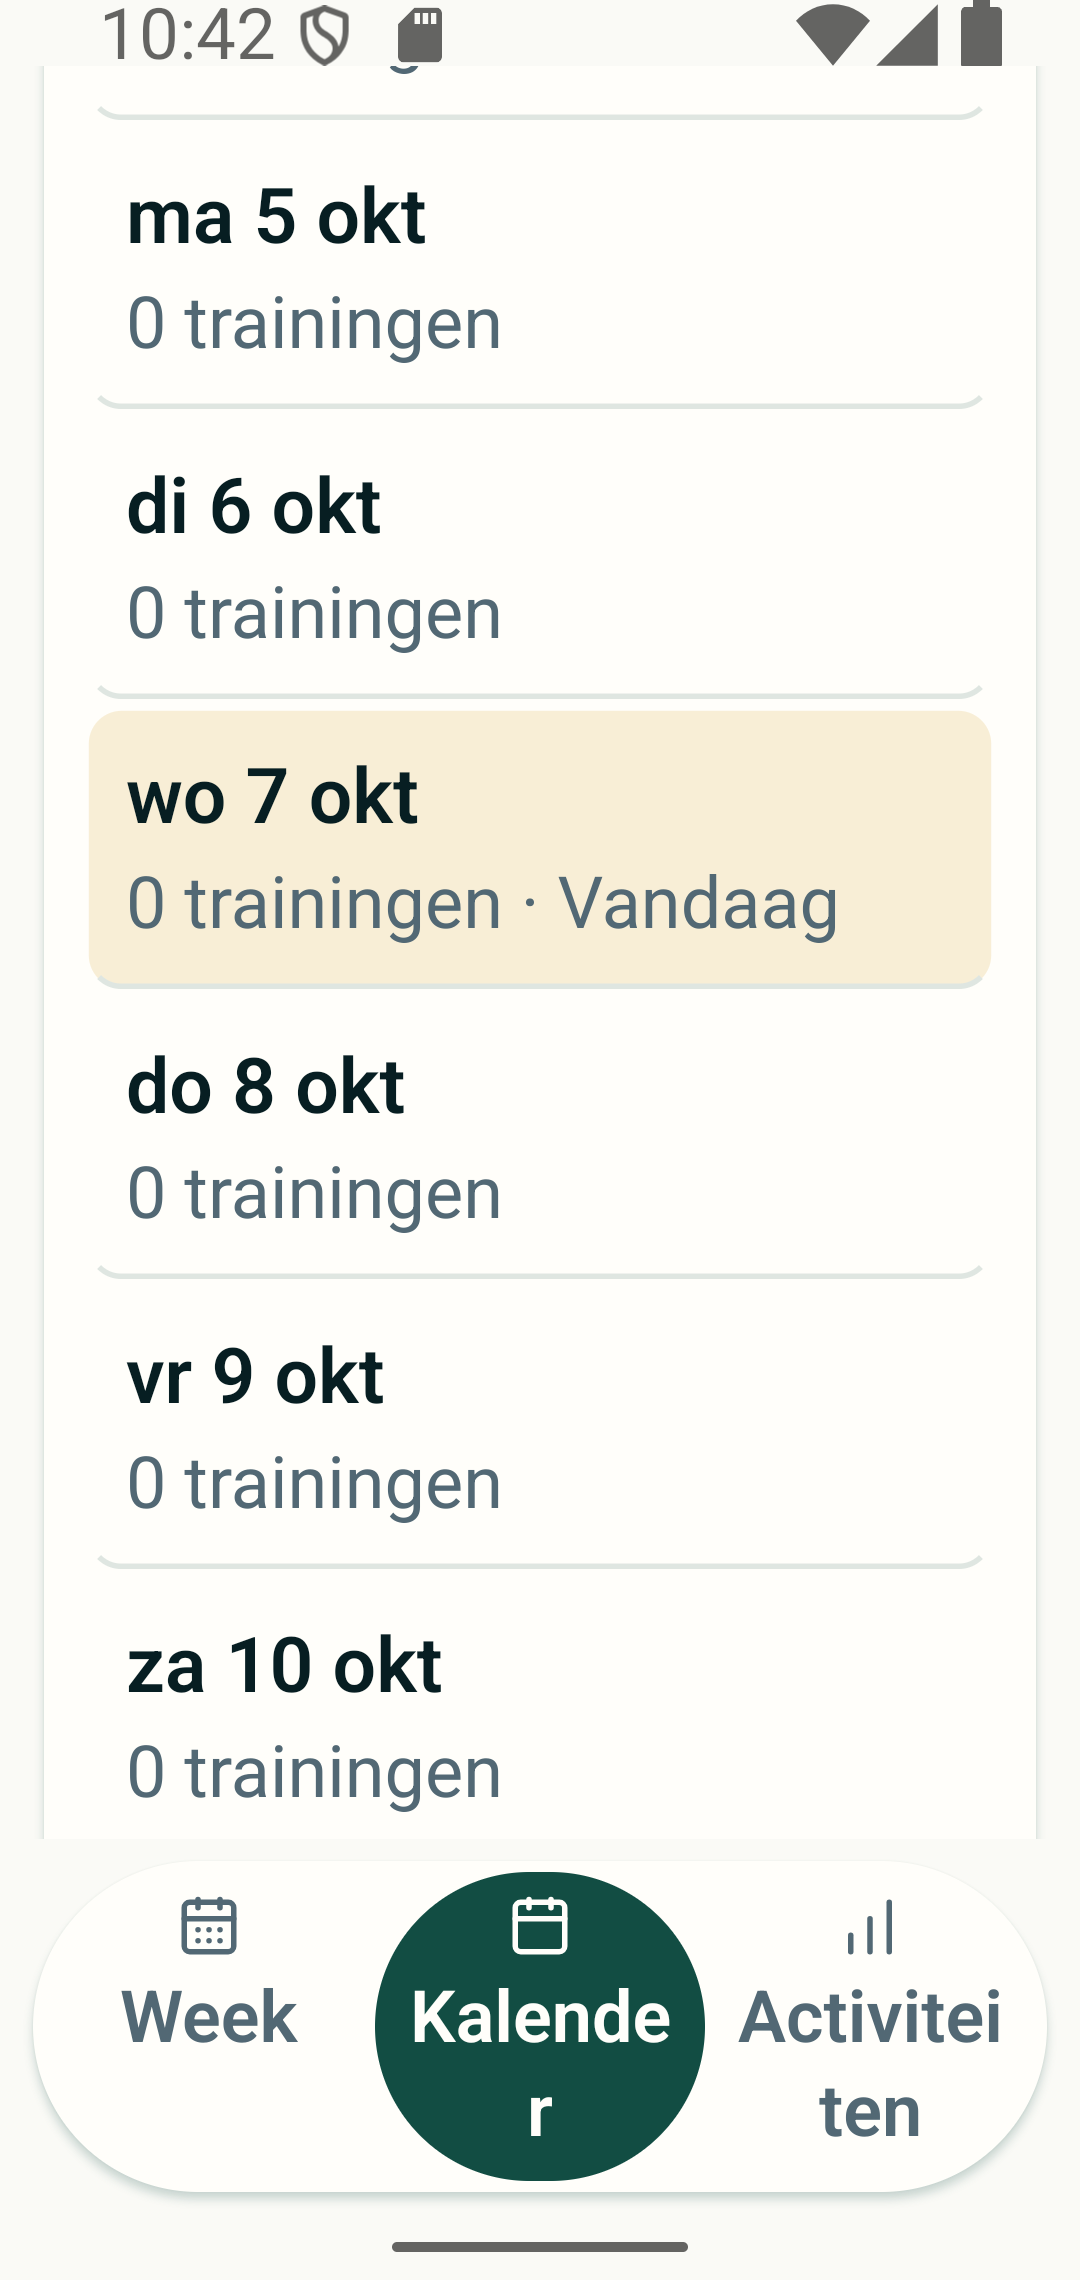 10:42
ma 5 okt
0 trainingen
di 6 okt
0 trainingen
wo 7 okt
0 trainingen · Vandaag
do 8 okt
0 trainingen
vr 9 okt
0 trainingen
za 10 okt
0 trainingen
Week
Kalende
r
Activitei
ten